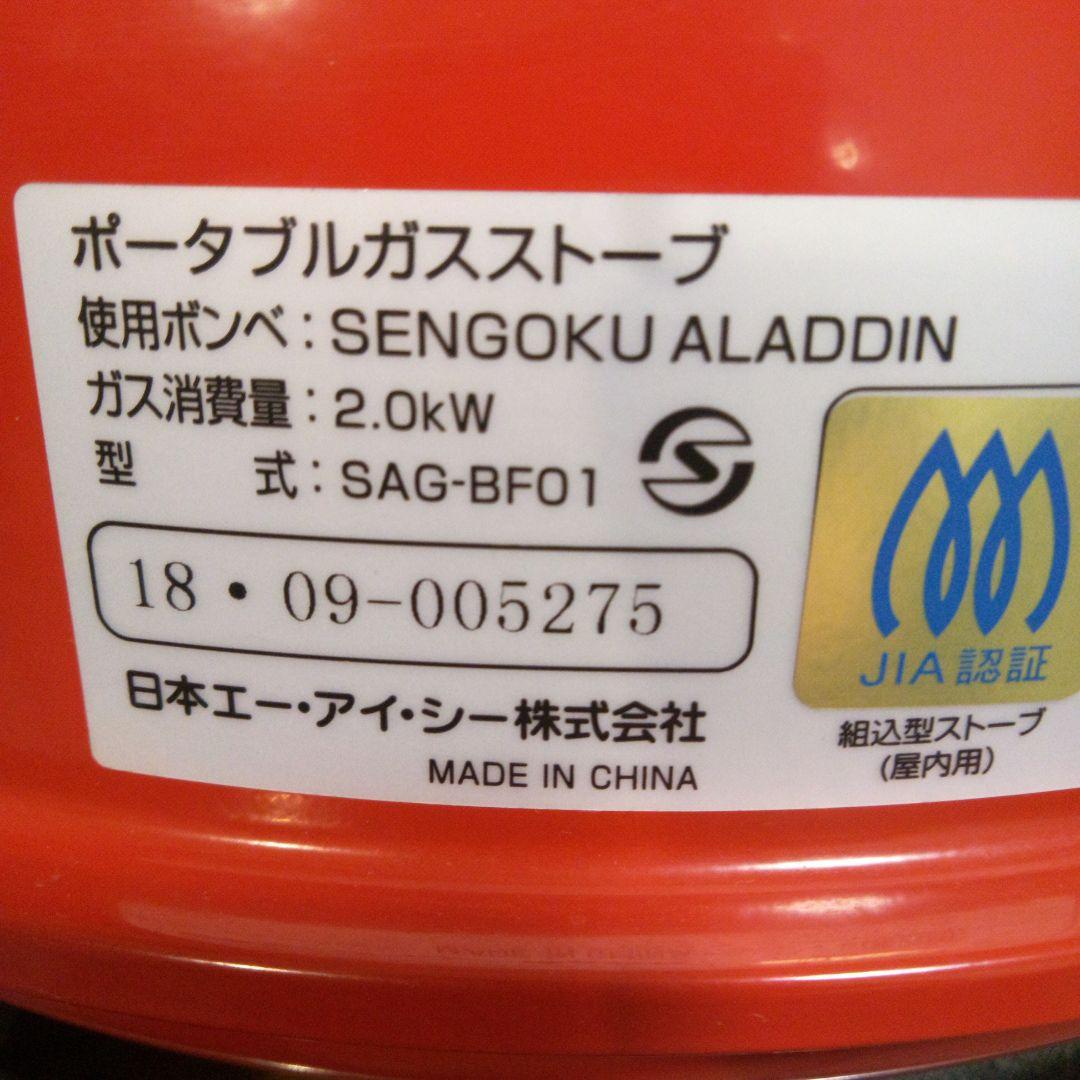 ポータブルガスストーブ
使用ボンベ：SENGOKU ALADDIN
ガス消費量：2.0kW
型　　式：SAG-BF01
18・09-005275
日本エー・アイ・シー株式会社
MADE IN CHINA
JIA 認証
組込型ストーブ
(屋内用)